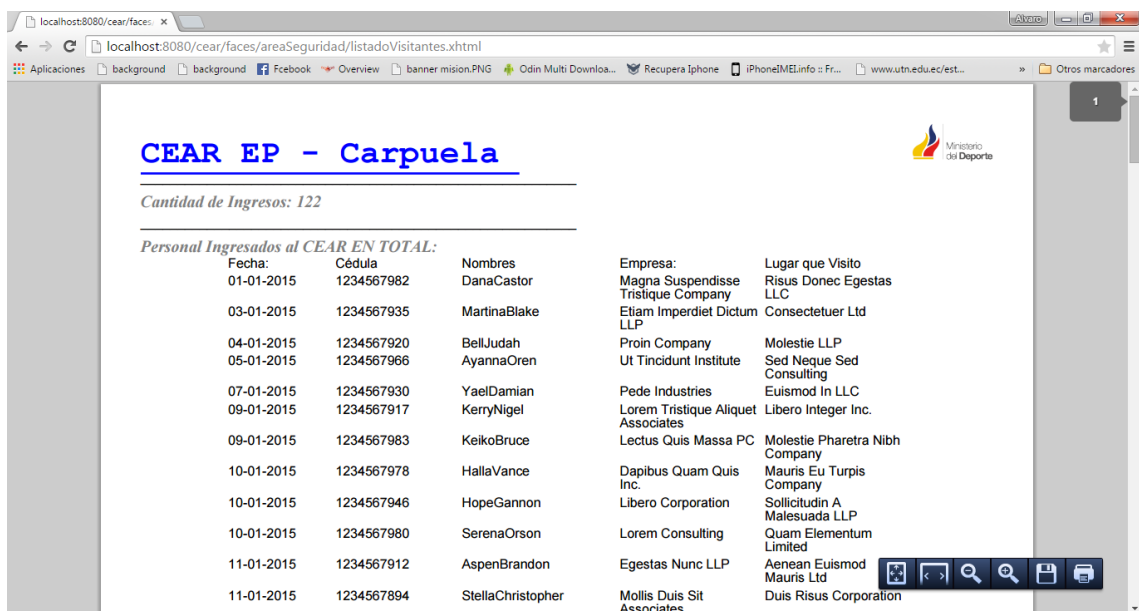 localhost:8080/cear/faces/
Alvaro
localhost:8080/cear/faces/areaSeguridad/listadoVisitantes.xhtml
Aplicaciones background background Fcebook Overview banner mision.PNG Odin Multi Downloa... Recupera Iphone iPhoneIMEI.info :: Fr... www.utn.edu.ec/est... » Otros marcadores
1
CEAR EP - Carpuela
Ministerio
del Deporte
Cantidad de Ingresos: 122
Personal Ingresados al CEAR EN TOTAL:
Fecha: Cédula Nombres Empresa: Lugar que Visito
01-01-2015 1234567982 DanaCastor Magna Suspendisse Risus Donec Egestas
Tristique Company LLC
03-01-2015 1234567935 MartinaBlake Etiam Imperdiet Dictum Consectetuer Ltd
LLP
04-01-2015 1234567920 BellJudah Proin Company Molestie LLP
05-01-2015 1234567966 AyannaOren Ut Tincidunt Institute Sed Neque Sed
Consulting
07-01-2015 1234567930 YaelDamian Pede Industries Euismod In LLC
09-01-2015 1234567917 KerryNigel Lorem Tristique Aliquet Libero Integer Inc.
Associates
09-01-2015 1234567983 KeikoBruce Lectus Quis Massa PC Molestie Pharetra Nibh
Company
10-01-2015 1234567978 HallaVance Dapibus Quam Quis Mauris Eu Turpis
Inc. Company
10-01-2015 1234567946 HopeGannon Libero Corporation Sollicitudin A
Malesuada LLP
10-01-2015 1234567980 SerenaOrson Lorem Consulting Quam Elementum
Limited
11-01-2015 1234567912 AspenBrandon Egestas Nunc LLP Aenean Euismod
Mauris Ltd
11-01-2015 1234567894 StellaChristopher Mollis Duis Sit Duis Risus Corporation
Associates